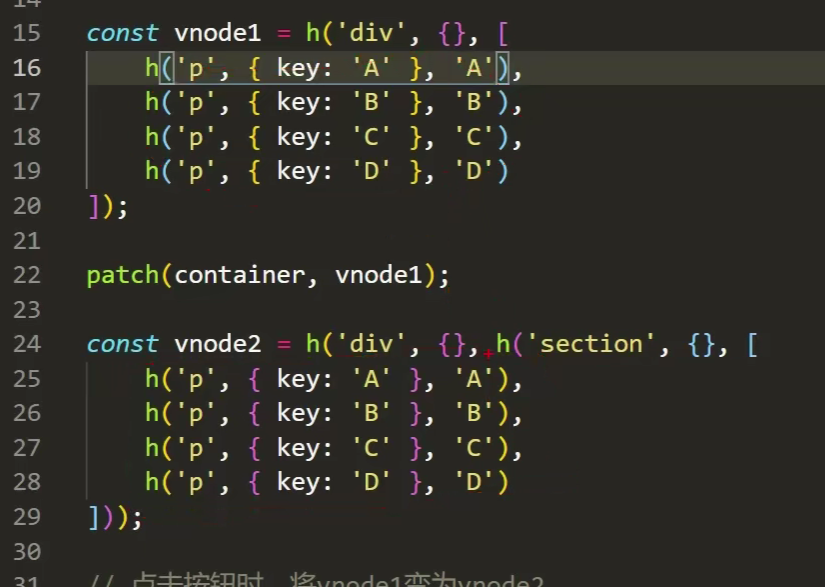 14
15 const vnode1 = h('div', {}, [
16 h('p', { key: 'A' }, 'A'),
17 h('p', { key: 'B' }, 'B'),
18 h('p', { key: 'C' }, 'C'),
19 h('p', { key: 'D' }, 'D')
20 ]);
21
22 patch(container, vnode1);
23
24 const vnode2 = h('div', {}, h('section', {}, [
25 h('p', { key: 'A' }, 'A'),
26 h('p', { key: 'B' }, 'B'),
27 h('p', { key: 'C' }, 'C'),
28 h('p', { key: 'D' }, 'D')
29 ]));
30
31 // 点击按钮时，将vnode1变为vnode2